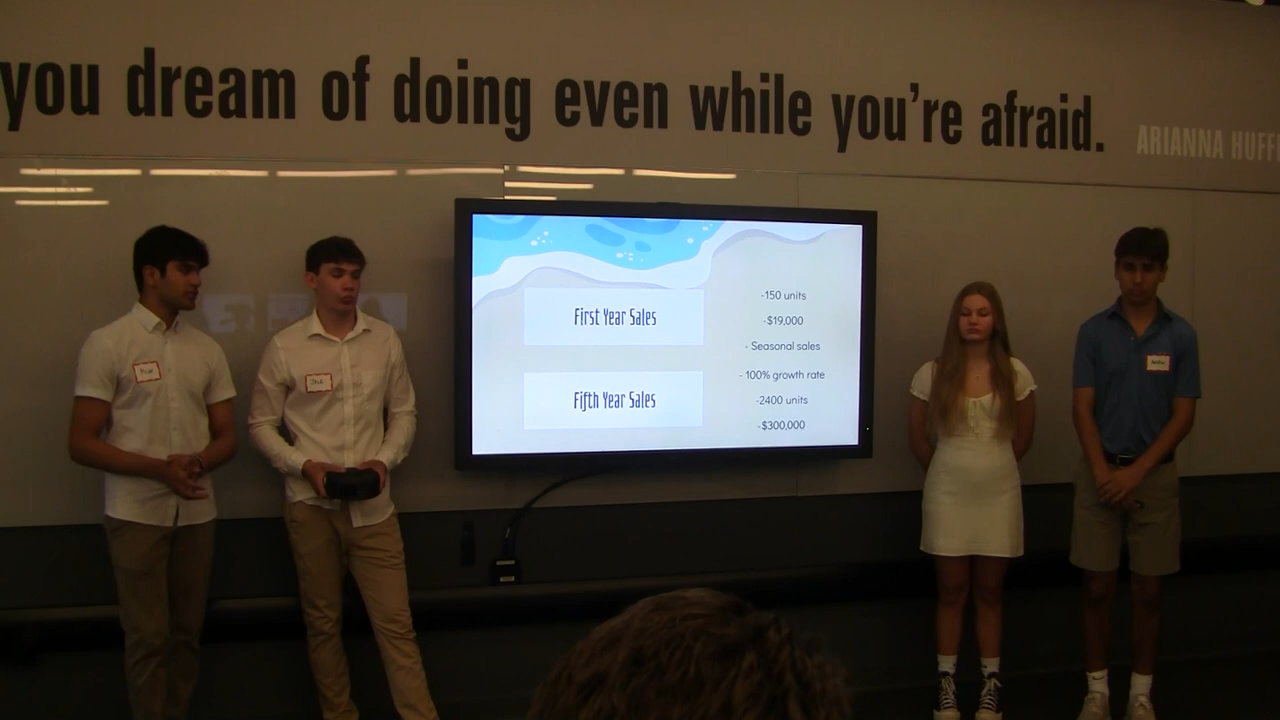 you dream of doing even while you're afraid.
ARIANNA HUFF
First Year Sales
-150 units
-$19,000
- Seasonal sales
Fifth Year Sales
- 100% growth rate
-2400 units
-$300,000